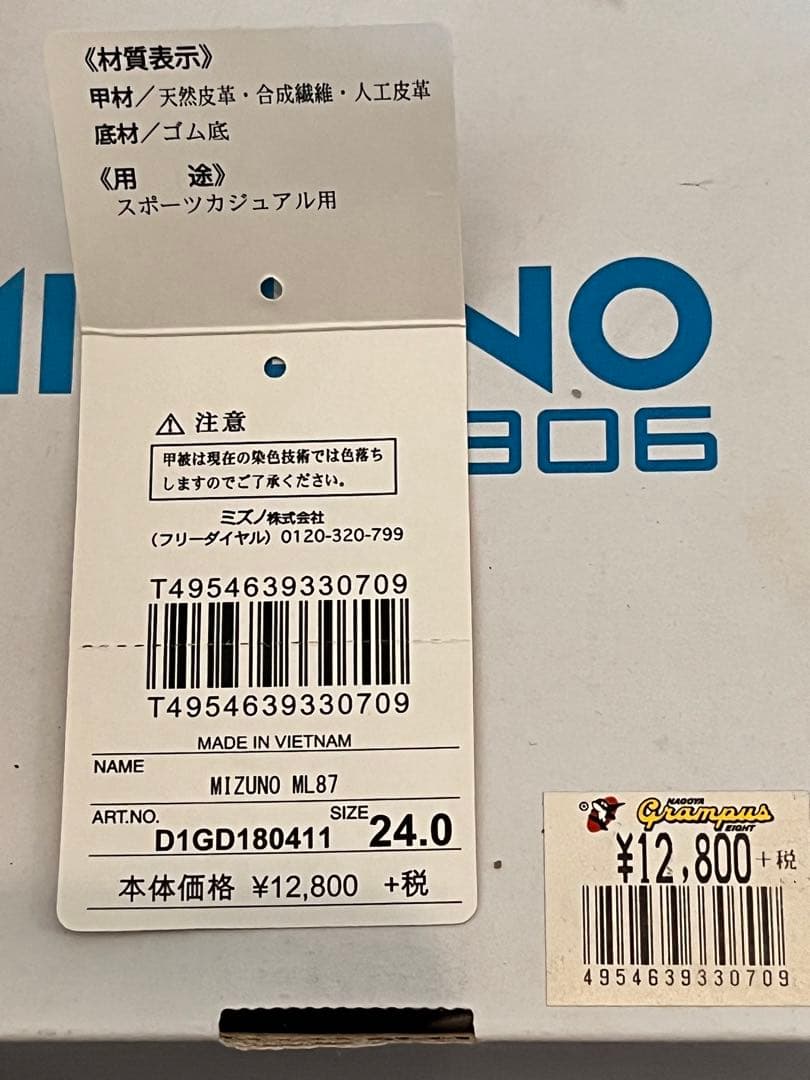 《材質表示》
甲材／天然皮革・合成繊維・人工皮革
底材／ゴム底
《用　　途》
スポーツカジュアル用
NO
906
⚠ 注意
甲被は現在の染色技術では色落ち
しますのでご了承ください。
ミズノ株式会社
(フリーダイヤル) 0120-320-799
T4954639330709
T4954639330709
MADE IN VIETNAM
NAME
MIZUNO ML87
ART.NO. D1GD180411 SIZE 24.0
本体価格 ¥12,800 +税
® NAGOYA
Grampus
EIGHT
¥12,800+税
4954639330709